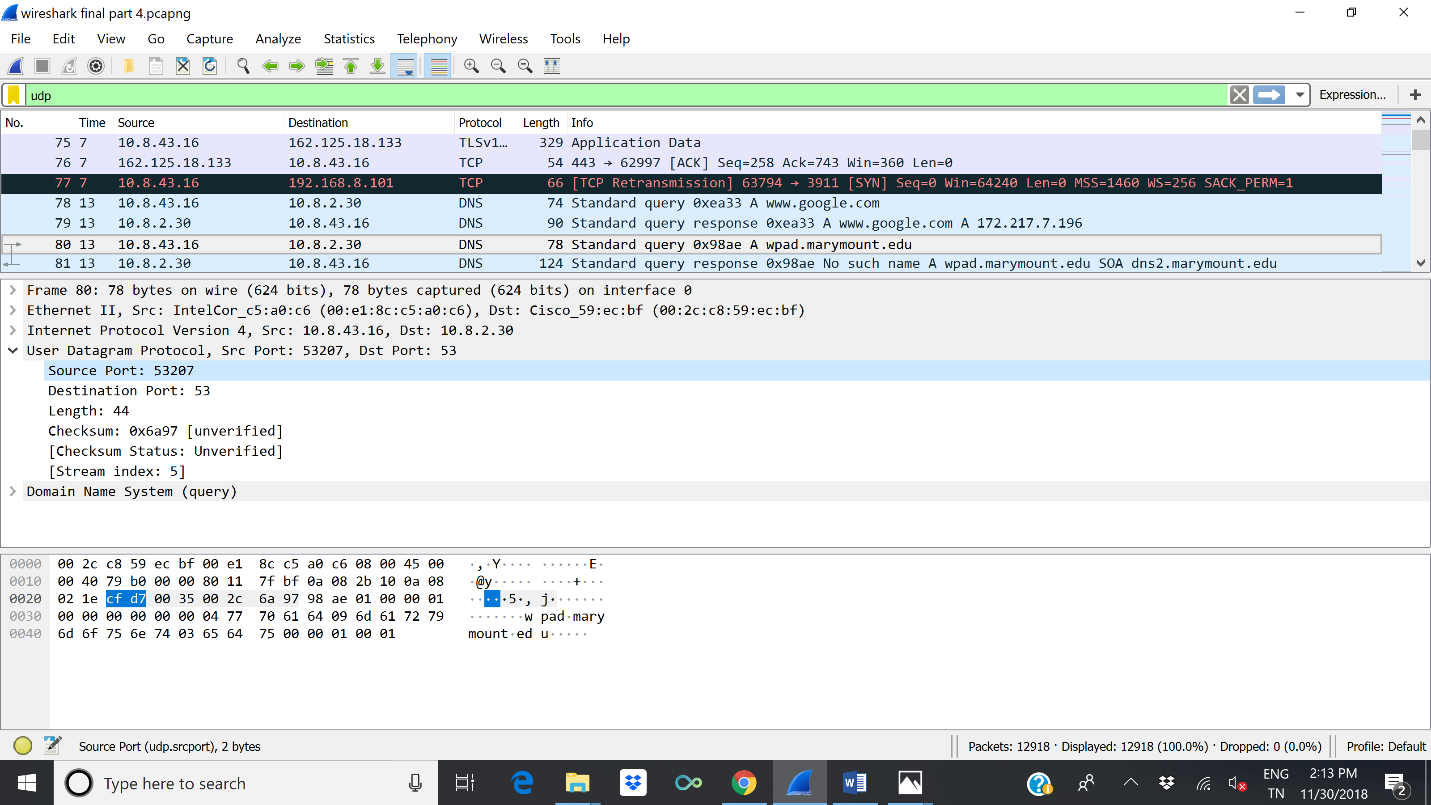 wireshark final part 4.pcapng
File Edit View Go Capture Analyze Statistics Telephony Wireless Tools Help
udp
Expression... +
No. Time Source Destination Protocol Length Info
75 7 10.8.43.16 162.125.18.133 TLSv1... 329 Application Data
76 7 162.125.18.133 10.8.43.16 TCP 54 443 → 62997 [ACK] Seq=258 Ack=743 Win=360 Len=0
77 7 10.8.43.16 192.168.8.101 TCP 66 [TCP Retransmission] 63794 → 3911 [SYN] Seq=0 Win=64240 Len=0 MSS=1460 WS=256 SACK_PERM=1
78 13 10.8.43.16 10.8.2.30 DNS 74 Standard query 0xea33 A www.google.com
79 13 10.8.2.30 10.8.43.16 DNS 90 Standard query response 0xea33 A www.google.com A 172.217.7.196
80 13 10.8.43.16 10.8.2.30 DNS 78 Standard query 0x98ae A wpad.marymount.edu
81 13 10.8.2.30 10.8.43.16 DNS 124 Standard query response 0x98ae No such name A wpad.marymount.edu SOA dns2.marymount.edu
Frame 80: 78 bytes on wire (624 bits), 78 bytes captured (624 bits) on interface 0
Ethernet II, Src: IntelCor_c5:a0:c6 (00:e1:8c:c5:a0:c6), Dst: Cisco_59:ec:bf (00:2c:c8:59:ec:bf)
Internet Protocol Version 4, Src: 10.8.43.16, Dst: 10.8.2.30
User Datagram Protocol, Src Port: 53207, Dst Port: 53
Source Port: 53207
Destination Port: 53
Length: 44
Checksum: 0x6a97 [unverified]
[Checksum Status: Unverified]
[Stream index: 5]
Domain Name System (query)
0000 00 2c c8 59 ec bf 00 e1 8c c5 a0 c6 08 00 45 00 ·,·Y···· ······E·
0010 00 40 79 b0 00 00 80 11 7f bf 0a 08 2b 10 0a 08 ·@y····· ····+···
0020 02 1e cf d7 00 35 00 2c 6a 97 98 ae 01 00 00 01 ·····5·, j·······
0030 00 00 00 00 00 00 04 77 70 61 64 09 6d 61 72 79 ·······w pad·mary
0040 6d 6f 75 6e 74 03 65 64 75 00 00 01 00 01 mount·ed u·····
Source Port (udp.srcport), 2 bytes
Packets: 12918 · Displayed: 12918 (100.0%) · Dropped: 0 (0.0%)
Profile: Default
Type here to search
ENG
TN
2:13 PM
11/30/2018
2